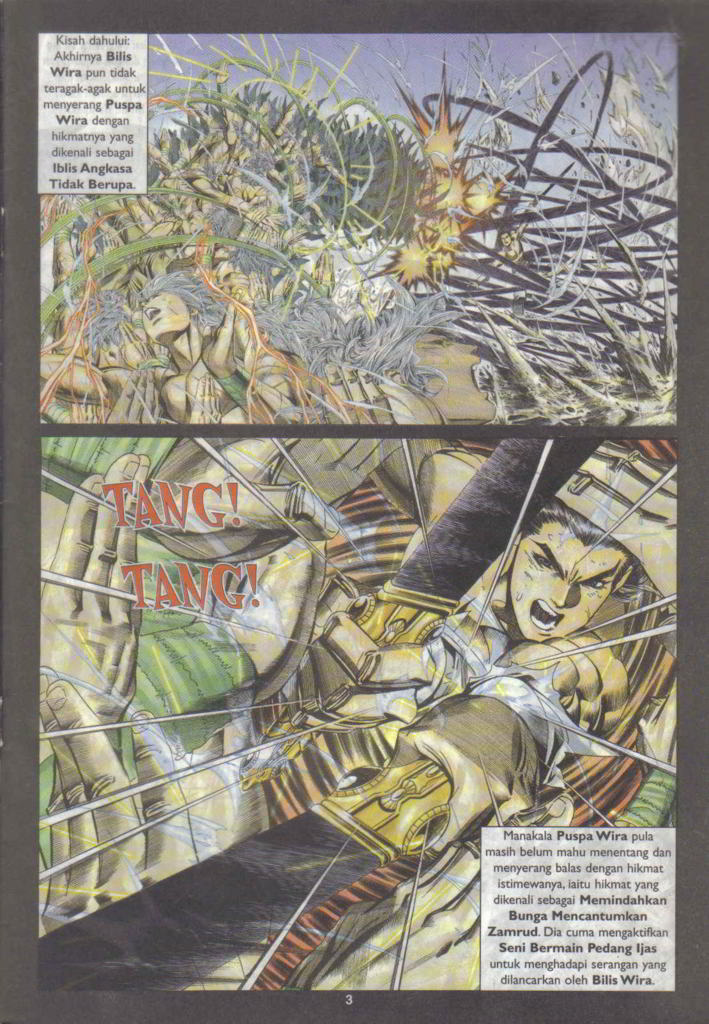 Kisah dahulu:
Akhirnya Bilis
Wira pun tidak
teragak-agak untuk
menyerang Puspa
Wira dengan
hikmatnya yang
dikenali sebagai
Iblis Angkasa
Tidak Berupa.
TANG!
TANG!
Manakala Puspa Wira pula
masih belum mahu menentang dan
menyerang balas dengan hikmat
istimewanya, iaitu hikmat yang
dikenali sebagai Memindahkan
Bunga Mencantumkan
Zamrud. Dia cuma mengaktifkan
Seni Bermain Pedang Ijas
untuk menghadapi serangan yang
dilancarkan oleh Bilis Wira.
3